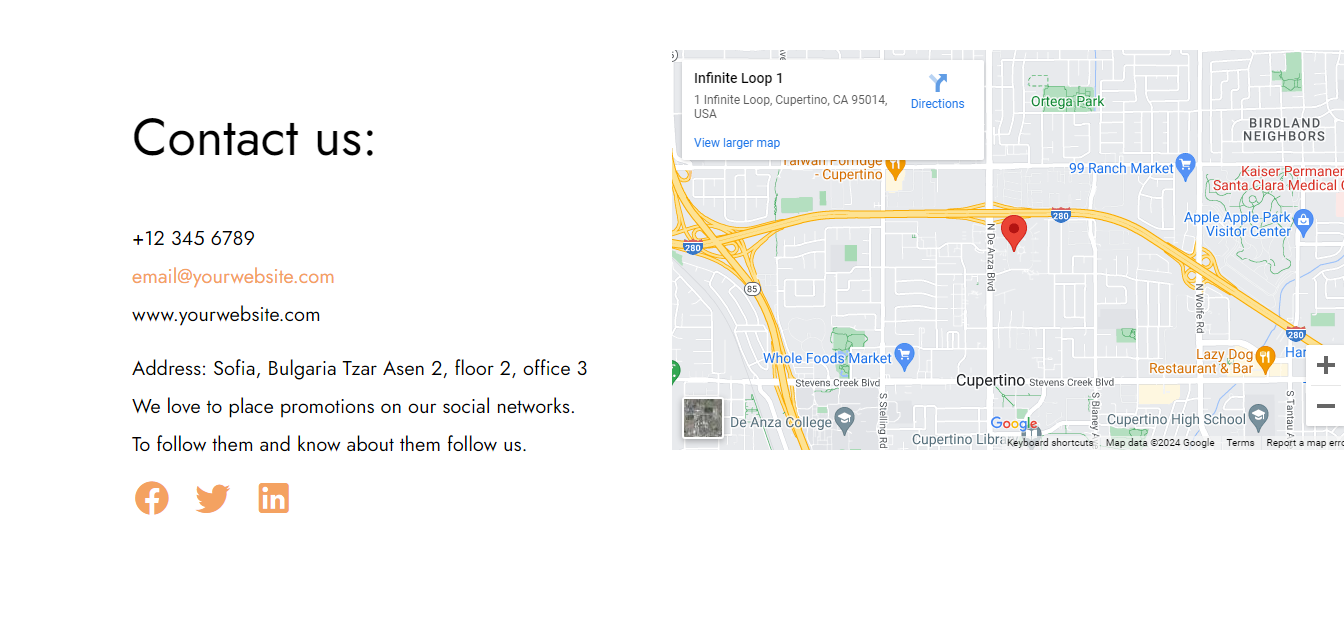 Contact us:
+12 345 6789
email@yourwebsite.com
www.yourwebsite.com
Address: Sofia, Bulgaria Tzar Asen 2, floor 2, office 3
We love to place promotions on our social networks.
To follow them and know about them follow us.
Infinite Loop 1
1 Infinite Loop, Cupertino, CA 95014,
USA
Directions
View larger map
Ortega Park
BIRDLAND
NEIGHBORS
Taiwan Porridge
- Cupertino
99 Ranch Market
Kaiser Permanen
Santa Clara Medical C
280
Apple Apple Park
Visitor Center
280
N De Anza Blvd
85
N Wolfe Rd
280
Whole Foods Market
Lazy Dog
Restaurant & Bar
Har
Stevens Creek Blvd
Cupertino
Stevens Creek Blvd
S Stelling Rd
S Blaney A
S Tantau A
De Anza College
Cupertino High School
Google
Cupertino Libra
Keyboard shortcuts
Map data ©2024 Google
Terms
Report a map erro